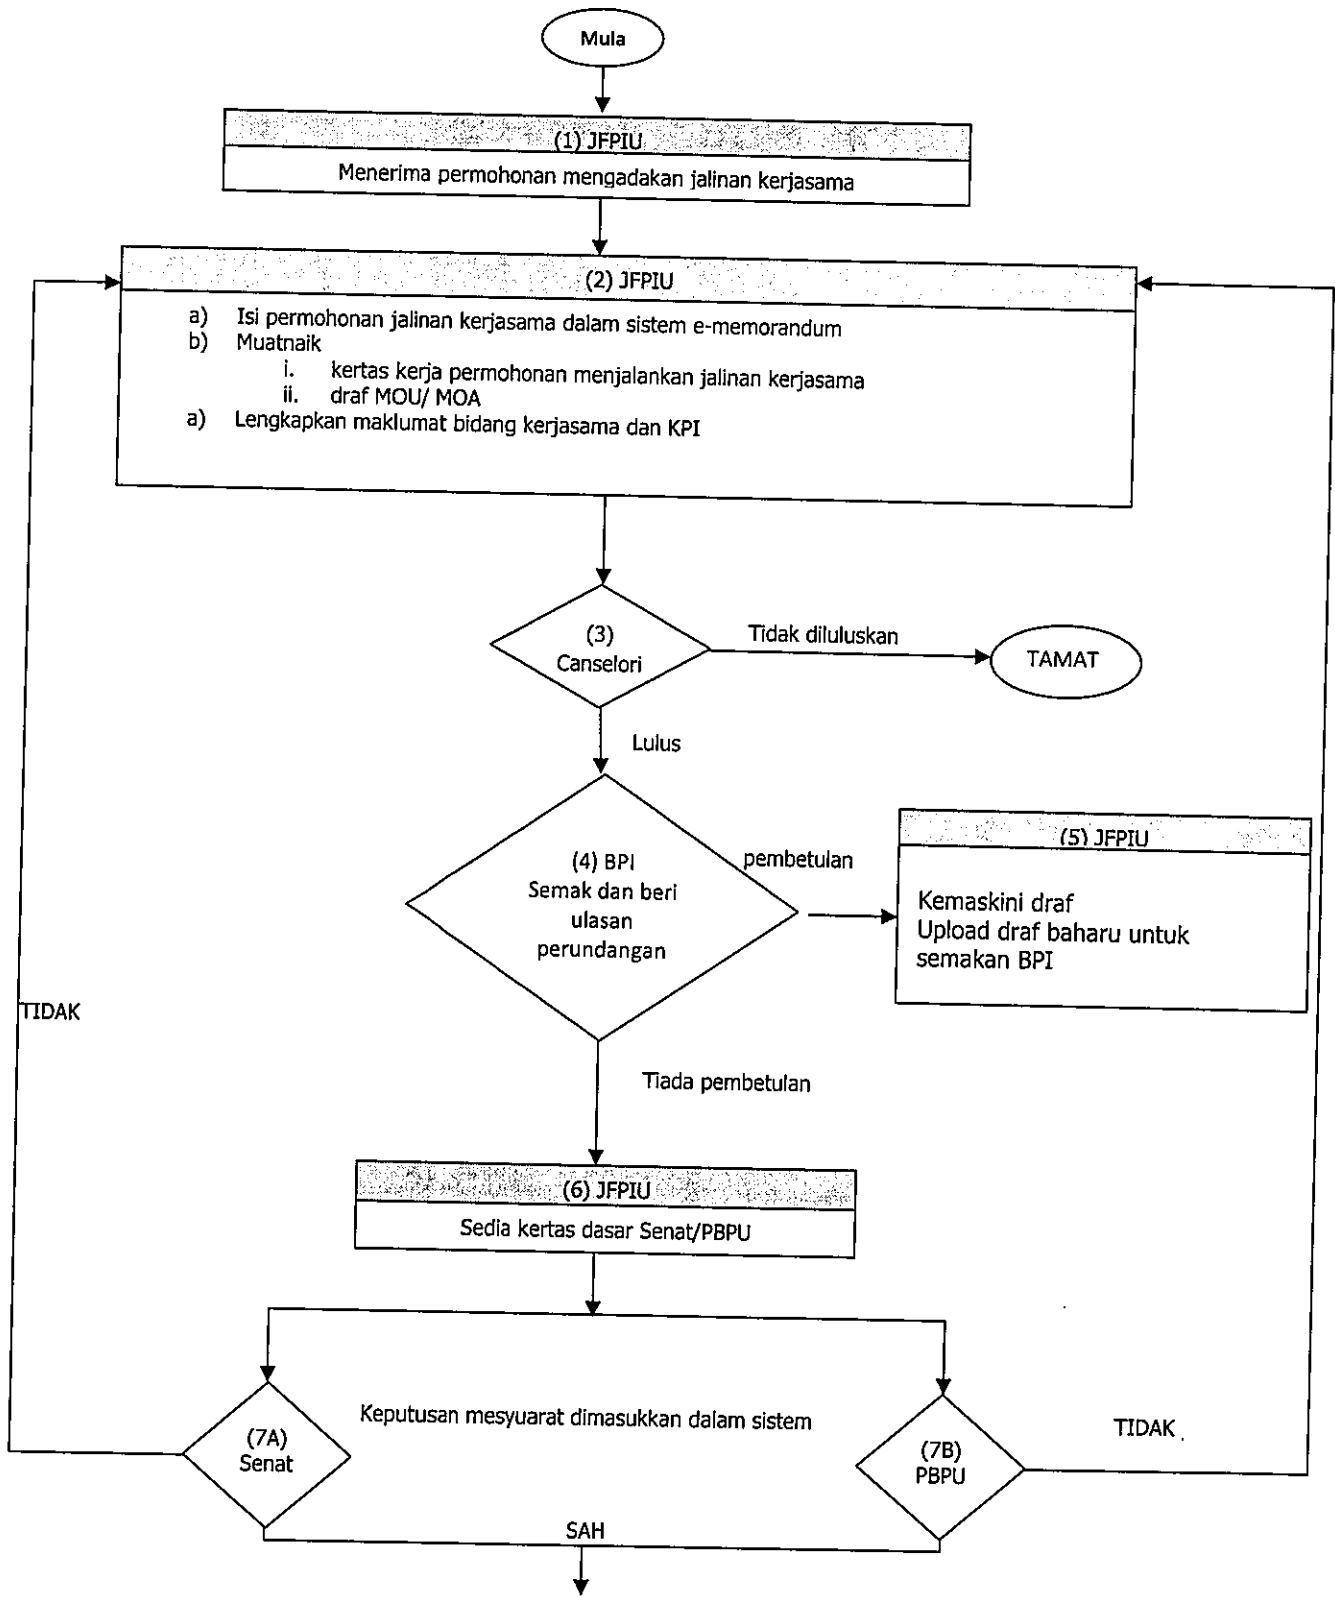 Mula
(1) JFPIU
Menerima permohonan mengadakan jalinan kerjasama
(2) JFPIU
a) Isi permohonan jalinan kerjasama dalam sistem e-memorandum
b) Muatnaik
i. kertas kerja permohonan menjalankan jalinan kerjasama
ii. draf MOU/ MOA
a) Lengkapkan maklumat bidang kerjasama dan KPI
(3)
Canselori
Tidak diluluskan
TAMAT
Lulus
(4) BPI
Semak dan beri
ulasan
perundangan
pembetulan
(5) JFPIU
Kemaskini draf
Upload draf baharu untuk
semakan BPI
TIDAK
Tiada pembetulan
(6) JFPIU
Sedia kertas dasar Senat/PBPU
(7A)
Senat
Keputusan mesyuarat dimasukkan dalam sistem
(7B)
PBPU
TIDAK
SAH